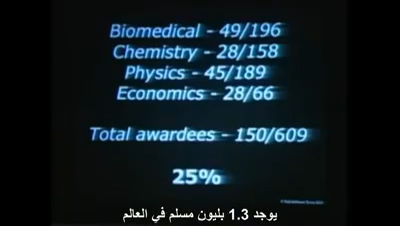 Biomedical - 49/196
Chemistry - 28/158
Physics - 45/189
Economics - 28/66
Total awardees - 150/609
25%
يوجد 1.3 بليون مسلم في العالم